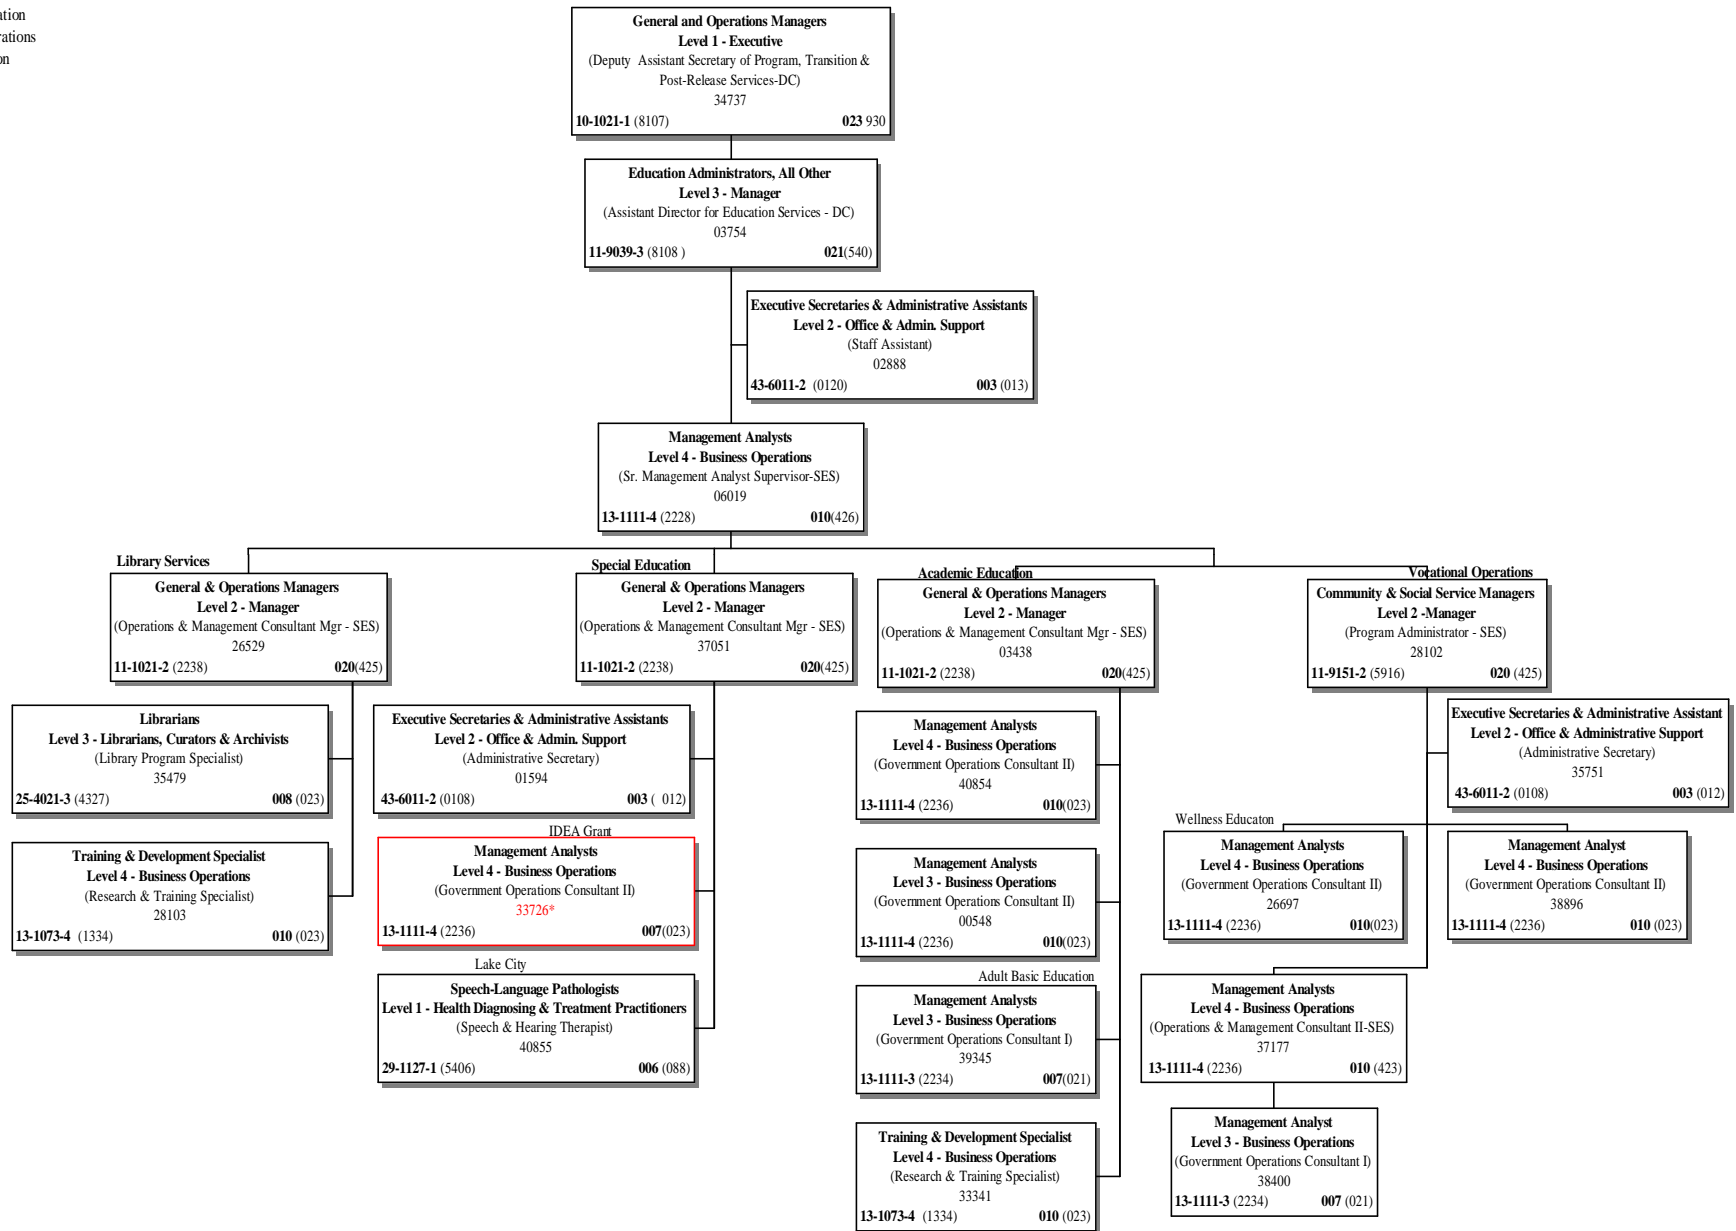 General and Operations Managers
Level 1 - Executive
(Deputy Assistant Secretary of Program, Transition &
Post-Release Services-DC)
34737
10-1021-1 (8107) 023 930
Education Administrators, All Other
Level 3 - Manager
(Assistant Director for Education Services - DC)
03754
11-9039-3 (8108 ) 021(540)
Executive Secretaries & Administrative Assistants
Level 2 - Office & Admin. Support
(Staff Assistant)
02888
43-6011-2 (0120) 003 (013)
Management Analysts
Level 4 - Business Operations
(Sr. Management Analyst Supervisor-SES)
06019
13-1111-4 (2228) 010(426)
Library Services
General & Operations Managers
Level 2 - Manager
(Operations & Management Consultant Mgr - SES)
26529
11-1021-2 (2238) 020(425)
Librarians
Level 3 - Librarians, Curators & Archivists
(Library Program Specialist)
35479
25-4021-3 (4327) 008 (023)
Training & Development Specialist
Level 4 - Business Operations
(Research & Training Specialist)
28103
13-1073-4 (1334) 010 (023)
Special Education
General & Operations Managers
Level 2 - Manager
(Operations & Management Consultant Mgr - SES)
37051
11-1021-2 (2238) 020(425)
Executive Secretaries & Administrative Assistants
Level 2 - Office & Admin. Support
(Administrative Secretary)
01594
43-6011-2 (0108) 003 ( 012)
IDEA Grant
Management Analysts
Level 4 - Business Operations
(Government Operations Consultant II)
33726*
13-1111-4 (2236) 007(023)
Lake City
Speech-Language Pathologists
Level 1 - Health Diagnosing & Treatment Practitioners
(Speech & Hearing Therapist)
40855
29-1127-1 (5406) 006 (088)
Academic Education
General & Operations Managers
Level 2 - Manager
(Operations & Management Consultant Mgr - SES)
03438
11-1021-2 (2238) 020(425)
Management Analysts
Level 4 - Business Operations
(Government Operations Consultant II)
40854
13-1111-4 (2236) 010(023)
Management Analysts
Level 3 - Business Operations
(Government Operations Consultant II)
00548
13-1111-4 (2236) 010(023)
Adult Basic Education
Management Analysts
Level 3 - Business Operations
(Government Operations Consultant I)
39345
13-1111-3 (2234) 007(021)
Training & Development Specialist
Level 4 - Business Operations
(Research & Training Specialist)
33341
13-1073-4 (1334) 010 (023)
Vocational Operations
Community & Social Service Managers
Level 2 -Manager
(Program Administrator - SES)
28102
11-9151-2 (5916) 020 (425)
Executive Secretaries & Administrative Assistant
Level 2 - Office & Administrative Support
(Administrative Secretary)
35751
43-6011-2 (0108) 003 (012)
Wellness Educaton
Management Analysts
Level 4 - Business Operations
(Government Operations Consultant II)
26697
13-1111-4 (2236) 010(023)
Management Analyst
Level 4 - Business Operations
(Government Operations Consultant II)
38896
13-1111-4 (2236) 010 (023)
Management Analysts
Level 4 - Business Operations
(Operations & Management Consultant II-SES)
37177
13-1111-4 (2236) 010 (423)
Management Analyst
Level 3 - Business Operations
(Government Operations Consultant I)
38400
13-1111-3 (2234) 007 (021)